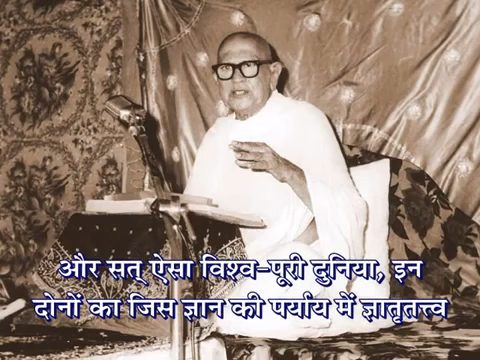 और सत् ऐसा विश्व-पूरी दुनिया, इन
दोनों का जिस ज्ञान की पर्याय में ज्ञातृतत्त्व